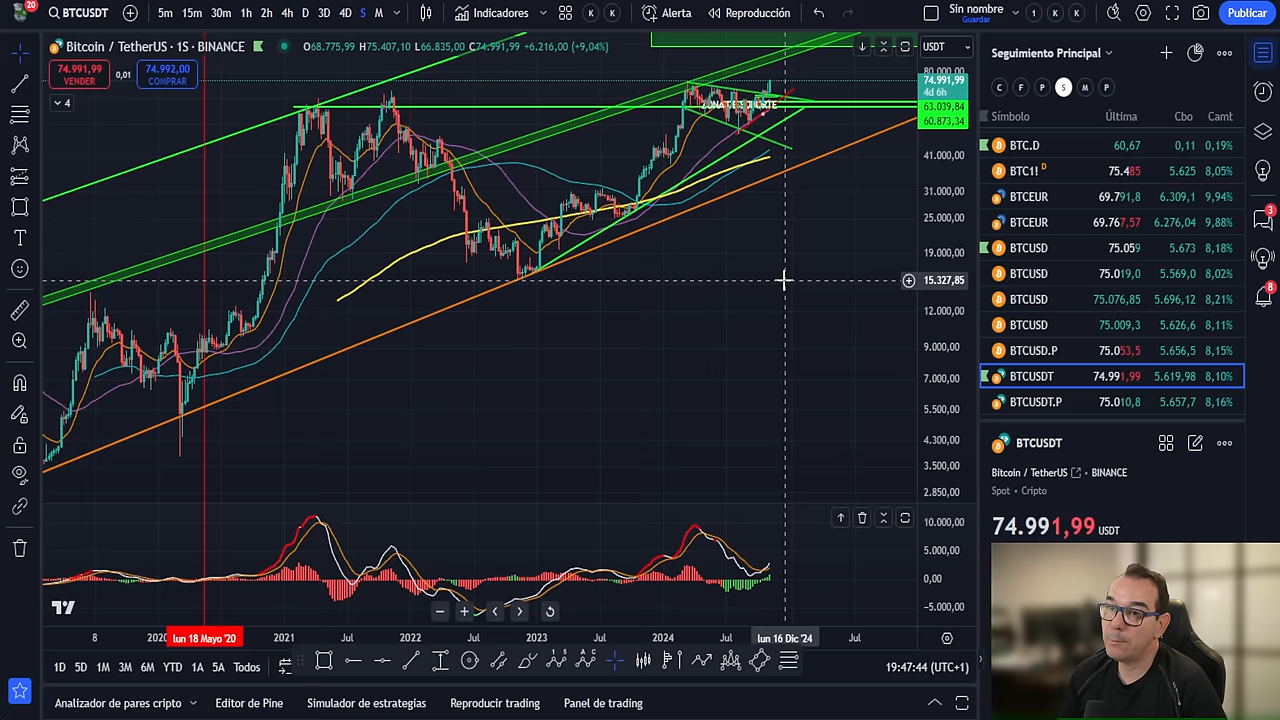 20
BTCUSDT
5m 15m 30m 1h 2h 4h D 3D 4D S M
Indicadores
K K
Alerta
Reproducción
Sin nombre
Guardar
1 K K
Publicar
Bitcoin / TetherUS · 1S · BINANCE
O68.775,99 H75.407,10 L66.835,00 C74.991,99 +6.216,00 (+9,04%)
74.991,99
VENDER
0,01
74.992,00
COMPRAR
4
USDT
80.000,00
74.991,99
4d 6h
63.039,84
60.873,34
41.000,00
31.000,00
25.000,00
19.000,00
15.327,85
12.000,00
9.000,00
7.000,00
5.500,00
4.300,00
3.500,00
2.850,00
10.000,00
5.000,00
0,00
−5.000,00
8 2020 lun 18 Mayo '20 2021 Jul 2022 Jul 2023 Jul 2024 Jul lun 16 Dic '24 Jul
1D 5D 1M 3M 6M YTD 1A 5A Todos
19:47:44 (UTC+1)
Analizador de pares cripto
Editor de Pine
Simulador de estrategias
Reproducir trading
Panel de trading
Seguimiento Principal
C F P S M P
Símbolo Última Cbo Camt
BTC.D 60,67 0,11 0,19%
BTC1! D 75.485 5.625 8,05%
BTCEUR 69.791,8 6.309,1 9,94%
BTCEUR 69.767,57 6.276,0 9,88%
BTCUSD 75.059 5.673 8,18%
BTCUSD 75.019,0 5.569,0 8,02%
BTCUSD 75.076,85 5.696,12 8,21%
BTCUSD 75.009,3 5.626,6 8,11%
BTCUSD.P 75.053,5 5.656,5 8,15%
BTCUSDT 74.991,99 5.619,98 8,10%
BTCUSDT.P 75.010,8 5.657,7 8,16%
BTCUSDT
Bitcoin / TetherUS · BINANCE
Spot · Cripto
74.991,99 USDT
3
8